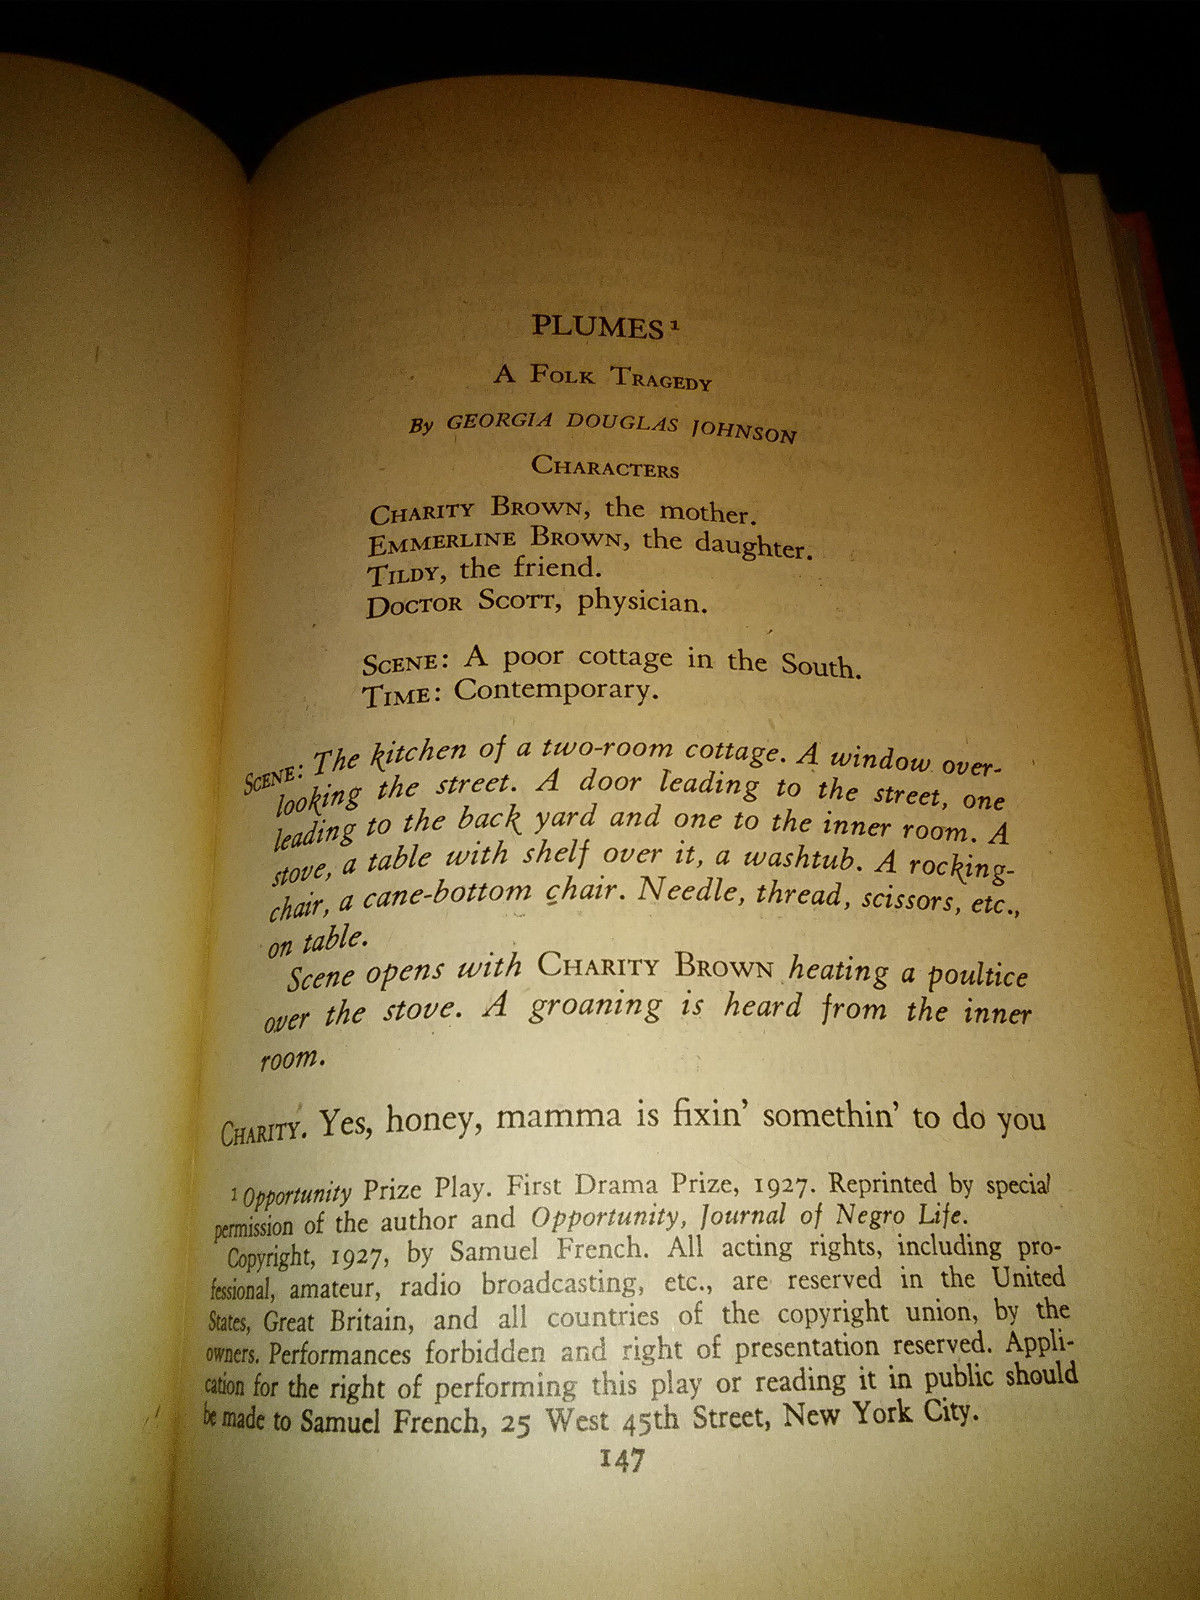 PLUMES¹
A Folk Tragedy
By GEORGIA DOUGLAS JOHNSON
Characters
Charity Brown, the mother.
Emmerline Brown, the daughter.
Tildy, the friend.
Doctor Scott, physician.
Scene: A poor cottage in the South.
Time: Contemporary.
Scene: The kitchen of a two-room cottage. A window over-
looking the street. A door leading to the street, one
leading to the back yard and one to the inner room. A
stove, a table with shelf over it, a washtub. A rocking-
chair, a cane-bottom chair. Needle, thread, scissors, etc.,
on table.
Scene opens with Charity Brown heating a poultice
over the stove. A groaning is heard from the inner
room.
Charity. Yes, honey, mamma is fixin' somethin' to do you
¹ Opportunity Prize Play. First Drama Prize, 1927. Reprinted by special
permission of the author and Opportunity, Journal of Negro Life.
Copyright, 1927, by Samuel French. All acting rights, including pro-
fessional, amateur, radio broadcasting, etc., are reserved in the United
States, Great Britain, and all countries of the copyright union, by the
owners. Performances forbidden and right of presentation reserved. Appli-
cation for the right of performing this play or reading it in public should
be made to Samuel French, 25 West 45th Street, New York City.
147